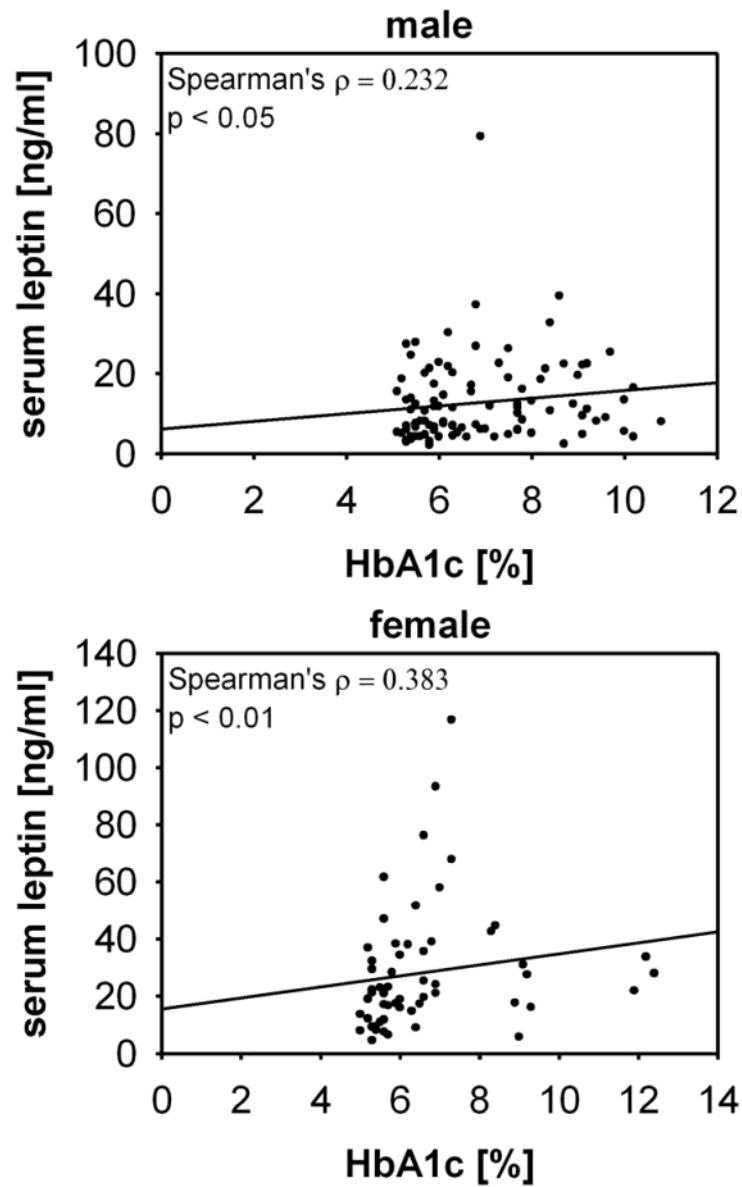 male
100
Spearman's ρ = 0.232
p < 0.05
80
60
40
20
0
serum leptin [ng/ml]
0 2 4 6 8 10 12
HbA1c [%]
female
140
Spearman's ρ = 0.383
p < 0.01
120
100
80
60
40
20
0
serum leptin [ng/ml]
0 2 4 6 8 10 12 14
HbA1c [%]